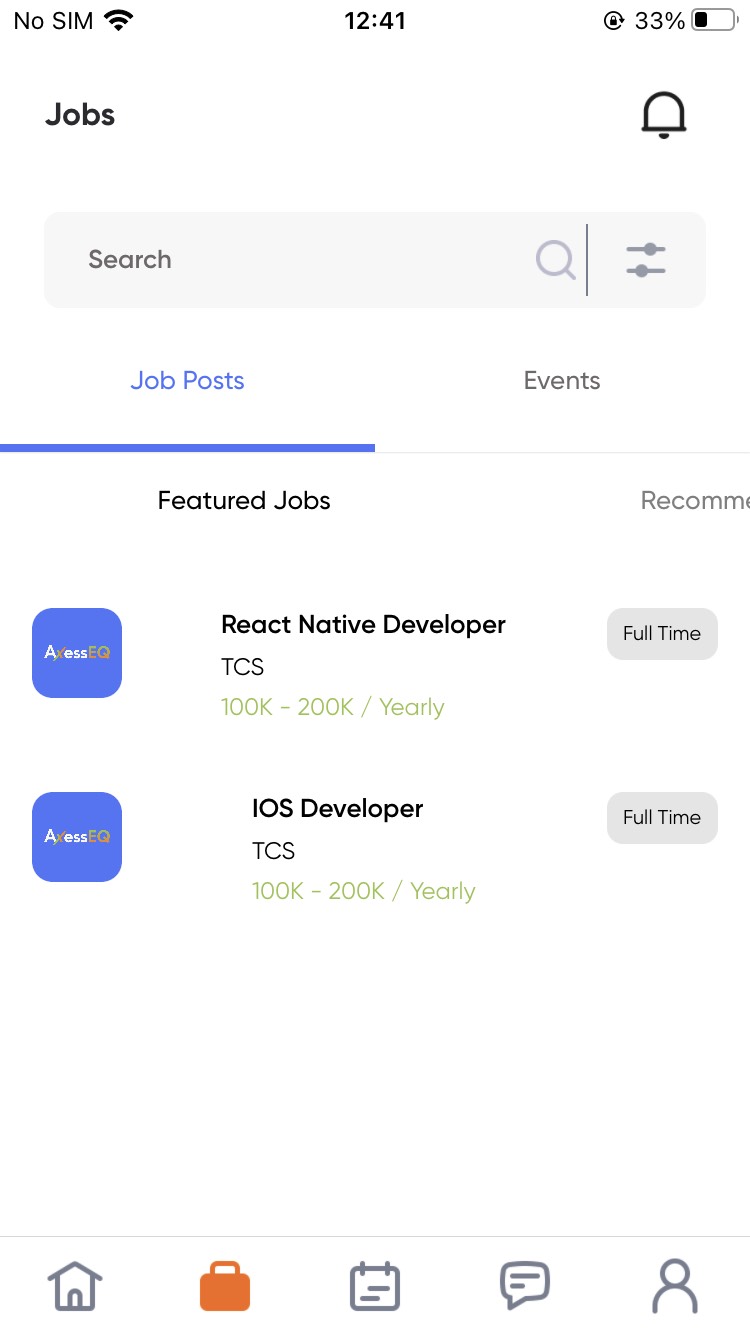 No SIM 12:41 33%
Jobs
Search
Job Posts Events
Featured Jobs Recomme
React Native Developer Full Time
AxessEQ
TCS
100K - 200K / Yearly
IOS Developer Full Time
AxessEQ
TCS
100K - 200K / Yearly